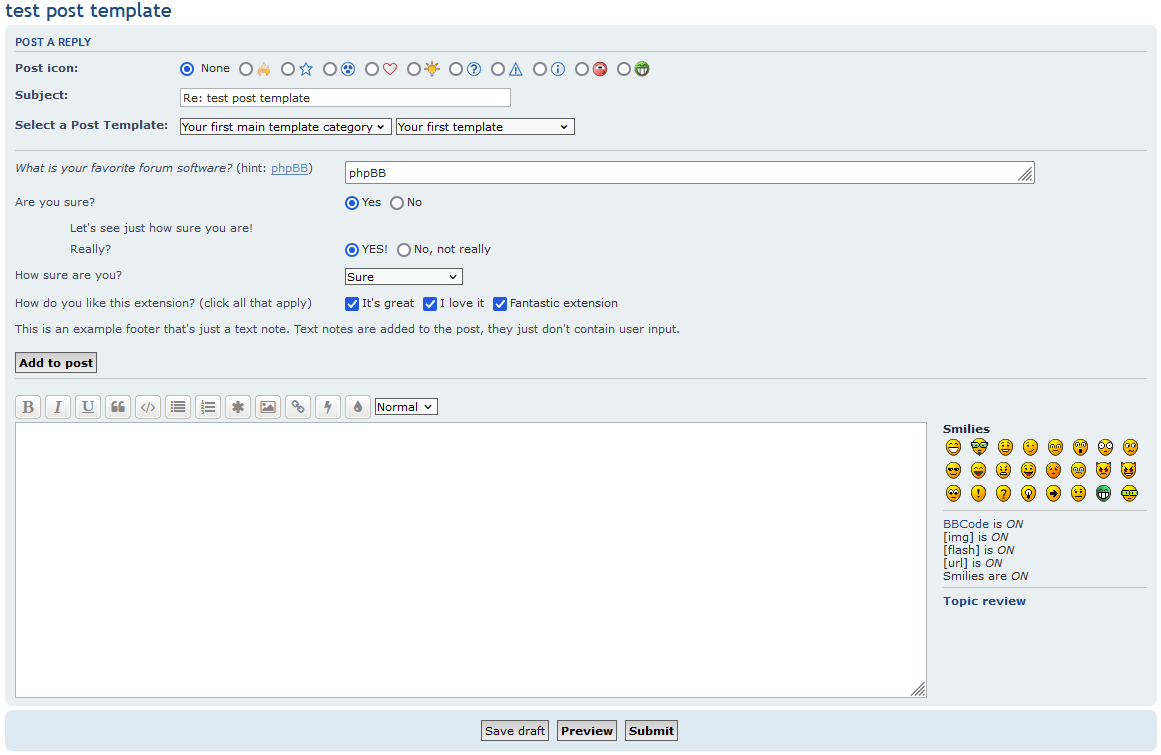 test post template
POST A REPLY
Post icon: None
Subject: Re: test post template
Select a Post Template: Your first main template category Your first template
What is your favorite forum software? (hint: phpBB) phpBB
Are you sure? Yes No
Let's see just how sure you are!
Really? YES! No, not really
How sure are you? Sure
How do you like this extension? (click all that apply) It's great I love it Fantastic extension
This is an example footer that's just a text note. Text notes are added to the post, they just don't contain user input.
Add to post
B I U Normal
Smilies
BBCode is ON
[img] is ON
[flash] is ON
[url] is ON
Smilies are ON
Topic review
Save draft Preview Submit